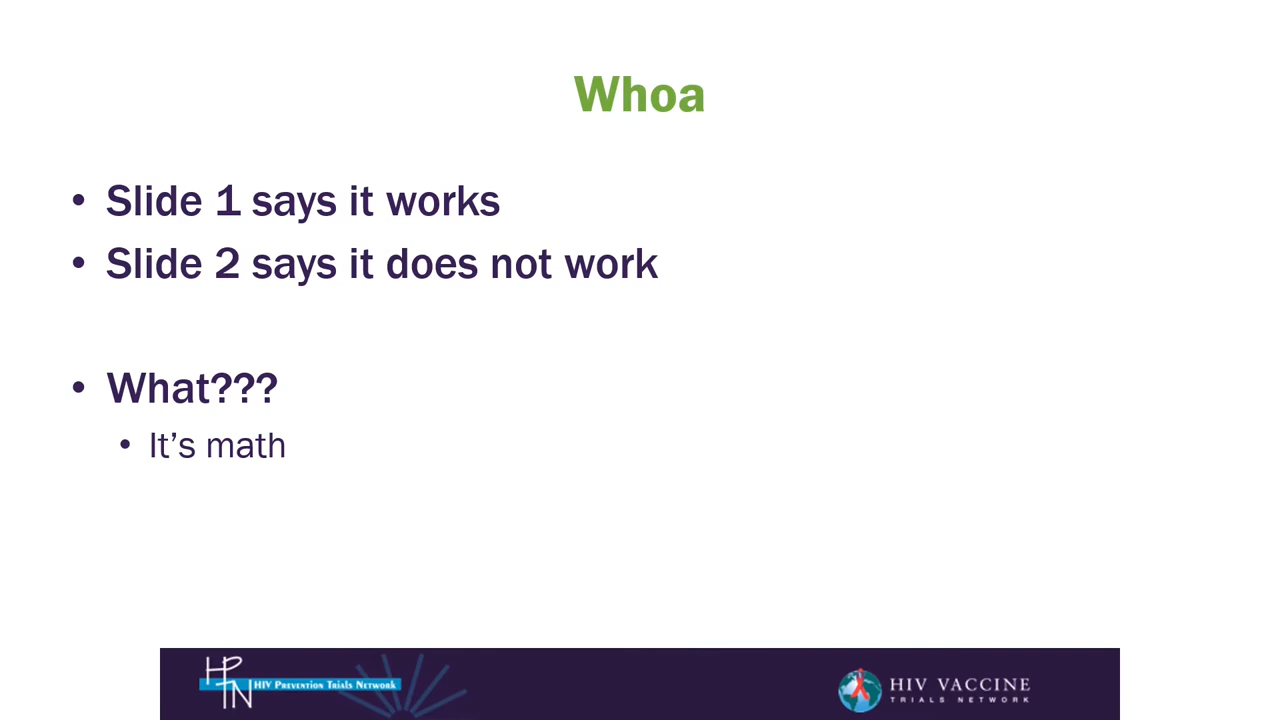 Whoa
• Slide 1 says it works
• Slide 2 says it does not work
• What???
• It’s math
HPTN HIV Prevention Trials Network
HIV VACCINE
TRIALS NETWORK